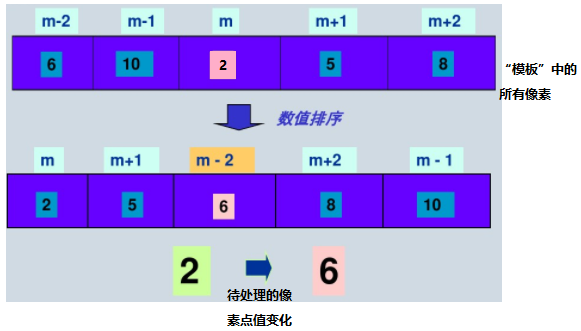 m-2 m-1 m m+1 m+2
6 10 2 5 8
“模板”中的
所有像素
数值排序
m m+1 m - 2 m+2 m - 1
2 5 6 8 10
2 6
待处理的像
素点值变化